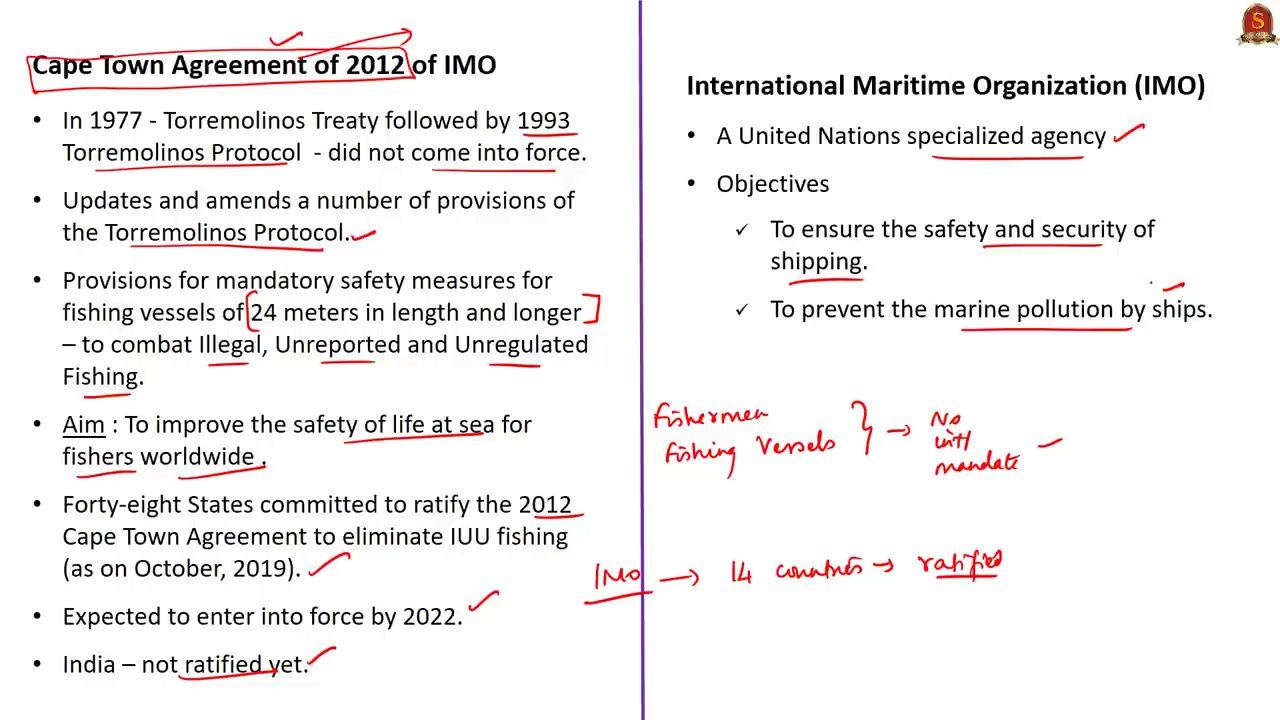 Cape Town Agreement of 2012 of IMO
• In 1977 - Torremolinos Treaty followed by 1993
Torremolinos Protocol - did not come into force.
• Updates and amends a number of provisions of
the Torremolinos Protocol.
• Provisions for mandatory safety measures for
fishing vessels of [24 meters in length and longer]
– to combat Illegal, Unreported and Unregulated
Fishing.
• Aim : To improve the safety of life at sea for
fishers worldwide .
• Forty-eight States committed to ratify the 2012
Cape Town Agreement to eliminate IUU fishing
(as on October, 2019).
• Expected to enter into force by 2022.
• India – not ratified yet.
S
International Maritime Organization (IMO)
• A United Nations specialized agency
• Objectives
✓ To ensure the safety and security of
shipping.
✓ To prevent the marine pollution by ships.
Fishermen
Fishing Vessels } → No
intl
mandate
IMO → 14 countries → ratified